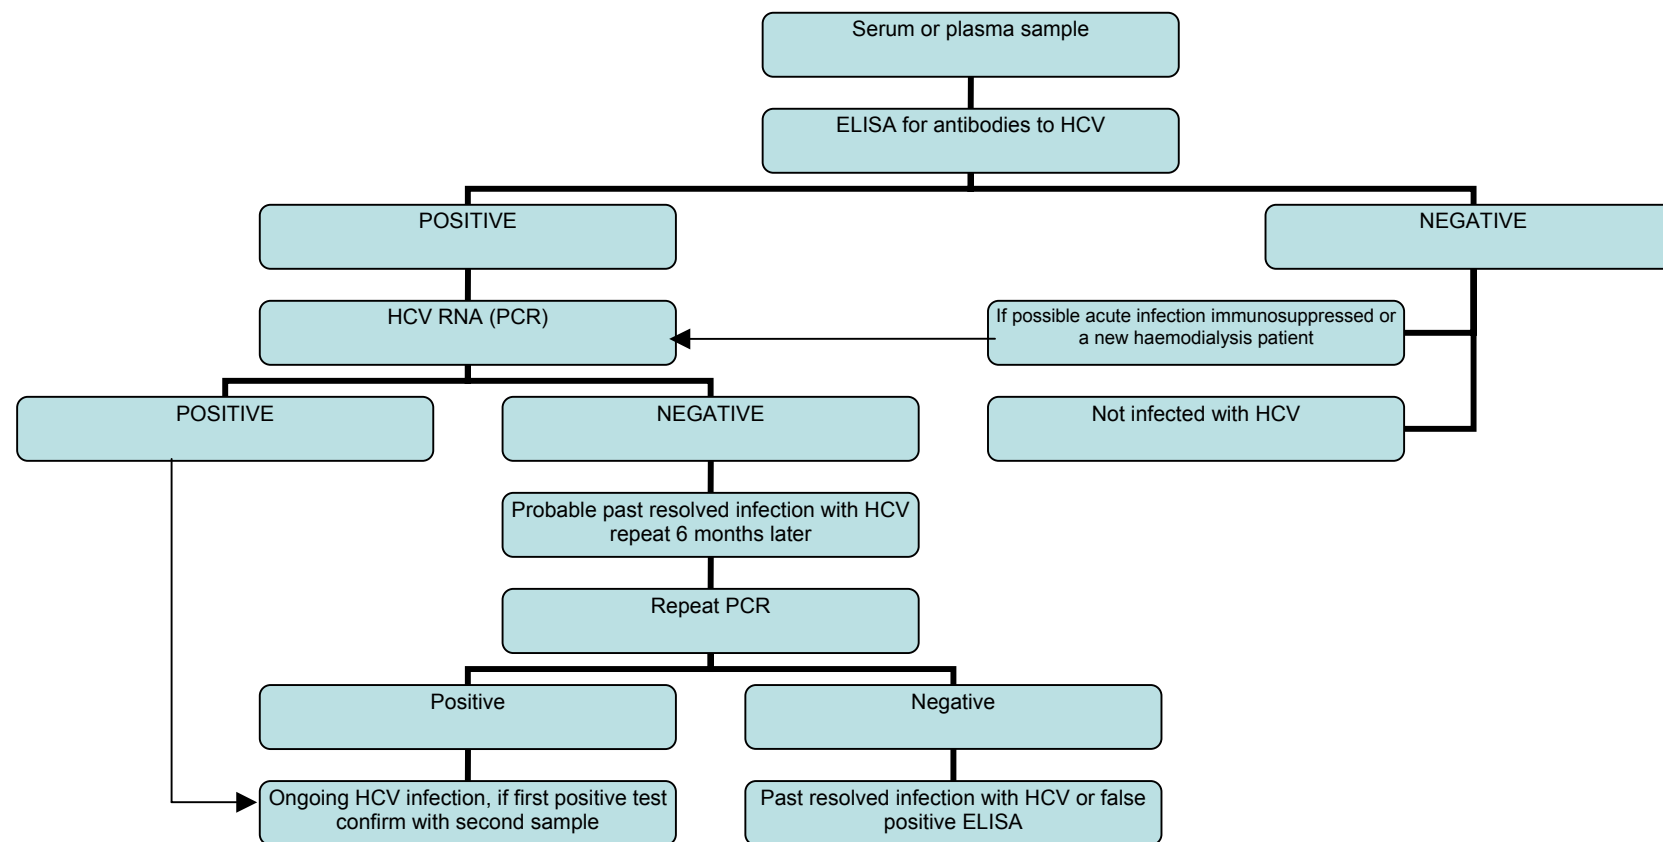 Serum or plasma sample
ELISA for antibodies to HCV
POSITIVE
NEGATIVE
HCV RNA (PCR)
If possible acute infection immunosuppressed or
a new haemodialysis patient
POSITIVE
NEGATIVE
Not infected with HCV
Probable past resolved infection with HCV
repeat 6 months later
Repeat PCR
Positive
Negative
Ongoing HCV infection, if first positive test
confirm with second sample
Past resolved infection with HCV or false
positive ELISA